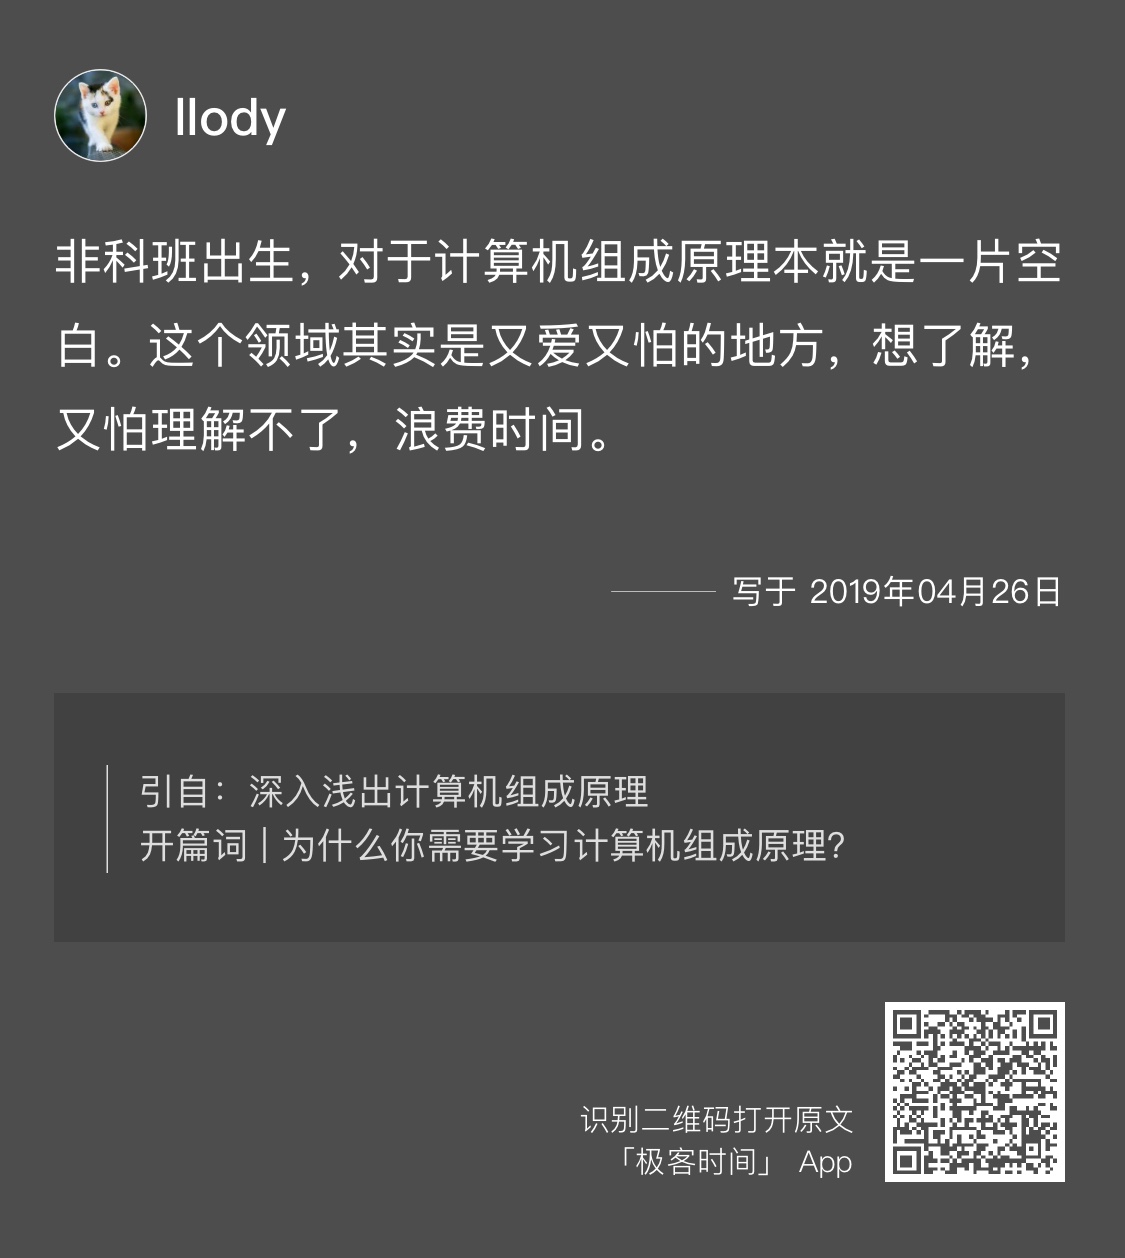 llody
非科班出生，对于计算机组成原理本就是一片空
白。这个领域其实是又爱又怕的地方，想了解，
又怕理解不了，浪费时间。
写于 2019年04月26日
引自：深入浅出计算机组成原理
开篇词 | 为什么你需要学习计算机组成原理?
识别二维码打开原文
「极客时间」 App